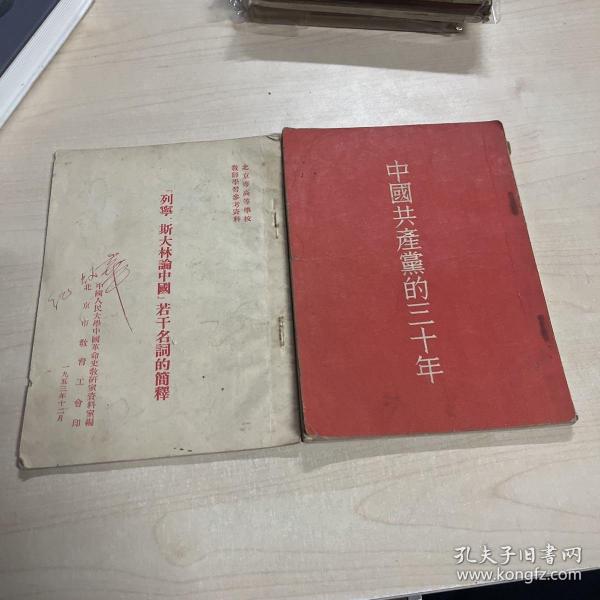 北京市高等學校
教師學習参考資料
「列寧、斯大林論中國」若干名詞的簡釋
中國人民大學中國革命史教研室資料室編
北京市教育工會印
一九五三年十二月
中國共產黨的三十年
孔夫子旧书网
www.kongfz.com